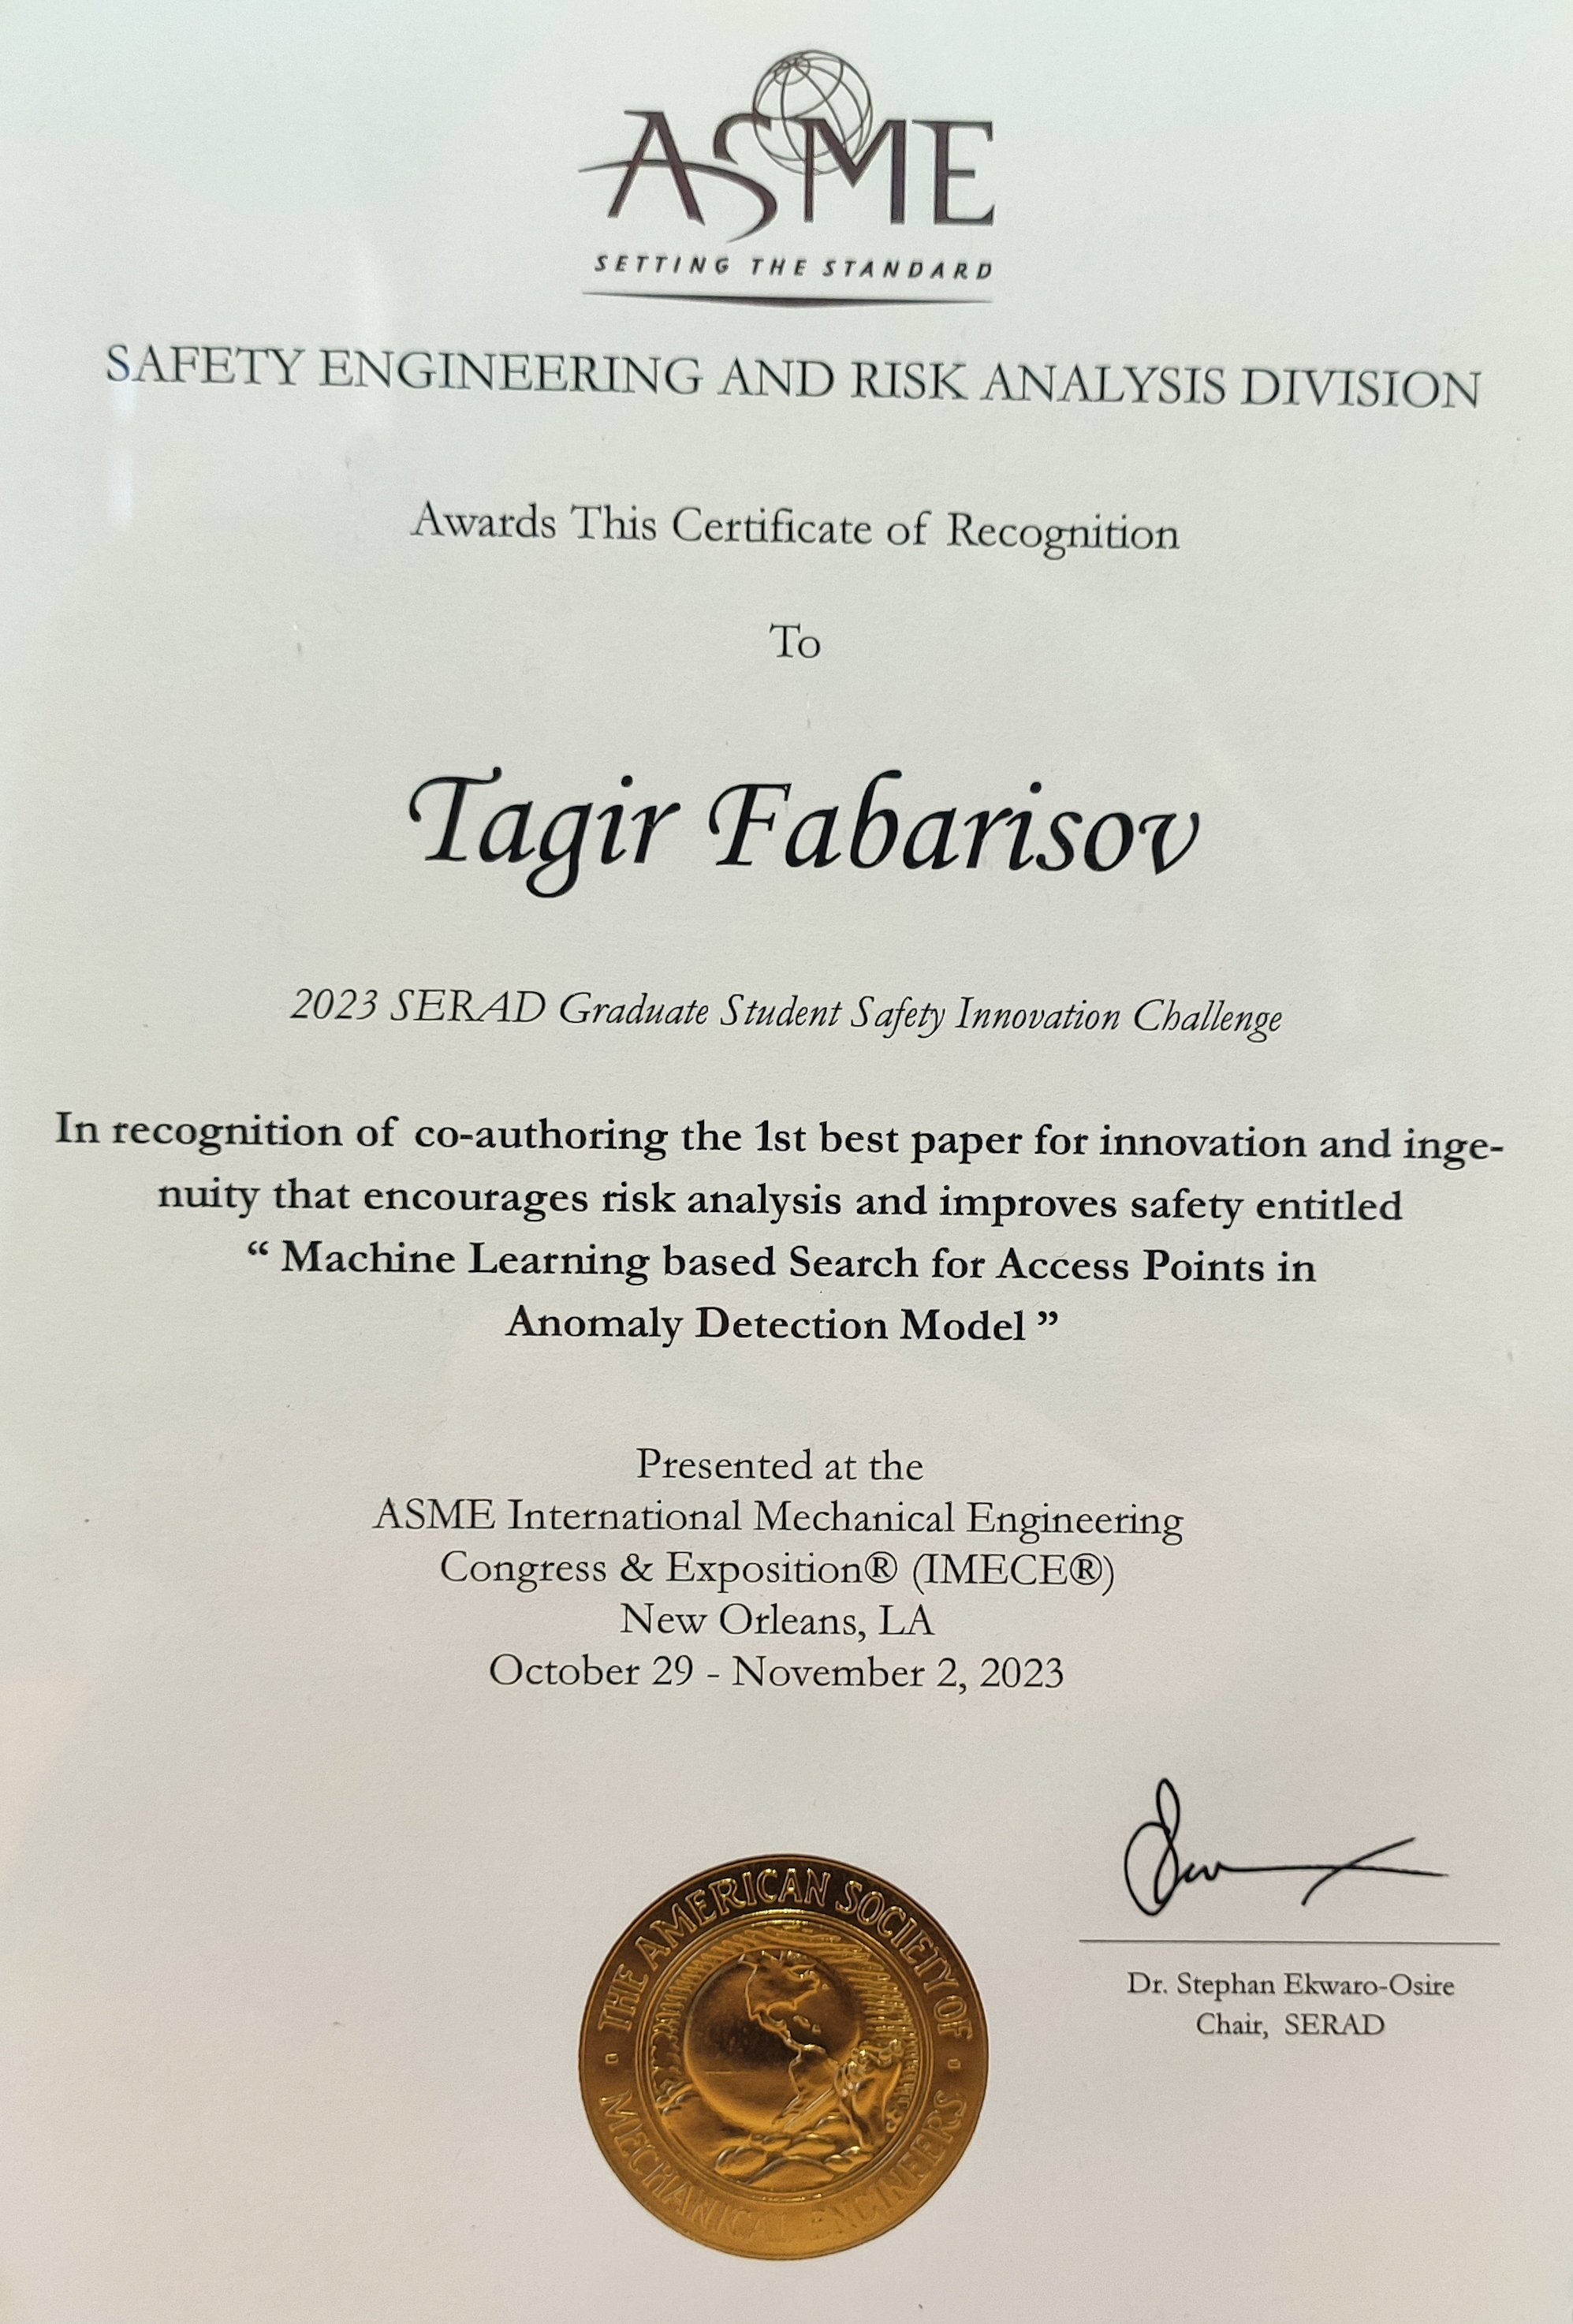 ASME
SETTING THE STANDARD
SAFETY ENGINEERING AND RISK ANALYSIS DIVISION
Awards This Certificate of Recognition
To
Tagir Fabarisov
2023 SERAD Graduate Student Safety Innovation Challenge
In recognition of co-authoring the 1st best paper for innovation and inge-
nuity that encourages risk analysis and improves safety entitled
“ Machine Learning based Search for Access Points in
Anomaly Detection Model ”
Presented at the
ASME International Mechanical Engineering
Congress & Exposition® (IMECE®)
New Orleans, LA
October 29 - November 2, 2023
THE AMERICAN SOCIETY OF
MECHANICAL ENGINEERS
Dr. Stephan Ekwaro-Osire
Chair, SERAD